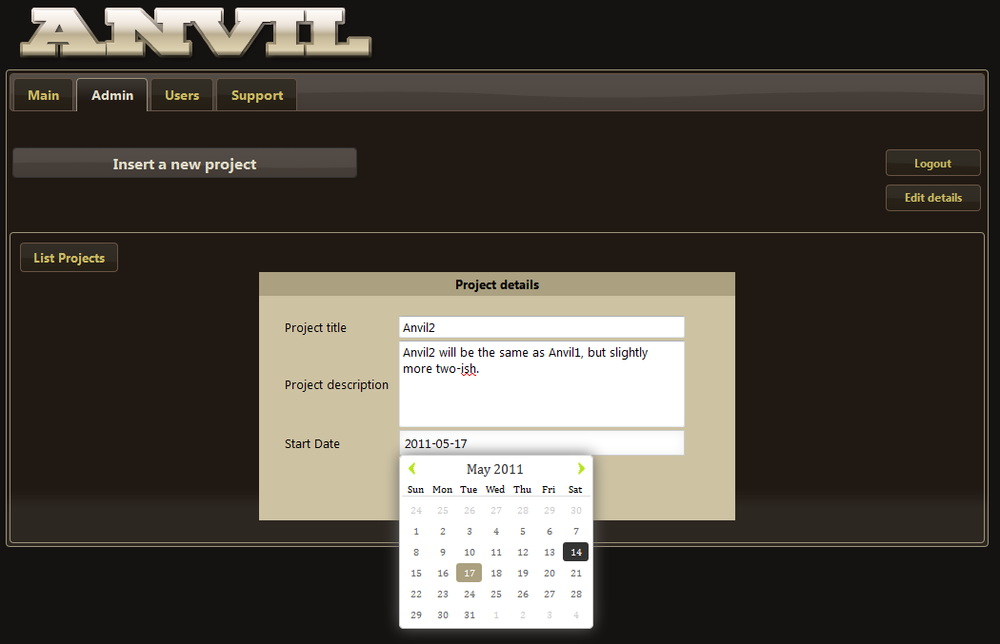 ANVIL
Main Admin Users Support
Insert a new project
Logout
Edit details
List Projects
Project details
Project title Anvil2
Anvil2 will be the same as Anvil1, but slightly
more two-ish.
Project description
Start Date 2011-05-17
May 2011
Sun Mon Tue Wed Thu Fri Sat
24 25 26 27 28 29 30
1 2 3 4 5 6 7
8 9 10 11 12 13 14
15 16 17 18 19 20 21
22 23 24 25 26 27 28
29 30 31 1 2 3 4